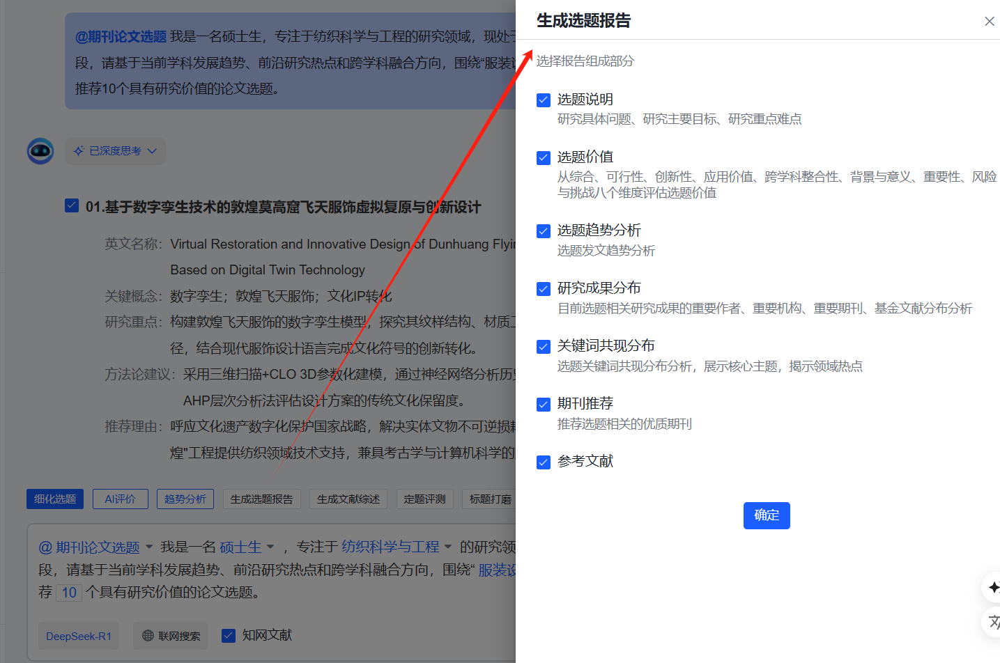 @期刊论文选题 我是一名硕士生，专注于纺织科学与工程的研究领域，现处于
段，请基于当前学科发展趋势、前沿研究热点和跨学科融合方向，围绕“服装设
推荐10个具有研究价值的论文选题。
已深度思考
01.基于数字孪生技术的敦煌莫高窟飞天服饰虚拟复原与创新设计
英文名称： Virtual Restoration and Innovative Design of Dunhuang Flyin
Based on Digital Twin Technology
关键概念： 数字孪生；敦煌飞天服饰；文化IP转化
研究重点： 构建敦煌飞天服饰的数字孪生模型，探究其纹样结构、材质工
径，结合现代服饰设计语言完成文化符号的创新转化。
方法论建议： 采用三维扫描+CLO 3D参数化建模，通过神经网络分析历史
AHP层次分析法评估设计方案的传统文化保留度。
推荐理由： 呼应文化遗产数字化保护国家战略，解决实体文物不可逆损耗
煌"工程提供纺织领域技术支持，兼具考古学与计算机科学的
细化选题 AI评价 趋势分析 生成选题报告 生成文献综述 定题评测 标题打磨
@ 期刊论文选题 我是一名 硕士生 ，专注于 纺织科学与工程 的研究领
段，请基于当前学科发展趋势、前沿研究热点和跨学科融合方向，围绕“ 服装设
荐 10 个具有研究价值的论文选题。
DeepSeek-R1 联网搜索 知网文献
生成选题报告
选择报告组成部分
选题说明
研究具体问题、研究主要目标、研究重点难点
选题价值
从综合、可行性、创新性、应用价值、跨学科整合性、背景与意义、重要性、风险
与挑战八个维度评估选题价值
选题趋势分析
选题发文趋势分析
研究成果分布
目前选题相关研究成果的重要作者、重要机构、重要期刊、基金文献分布分析
关键词共现分布
选题关键词共现分布分析，展示核心主题，揭示领域热点
期刊推荐
推荐选题相关的优质期刊
参考文献
确定